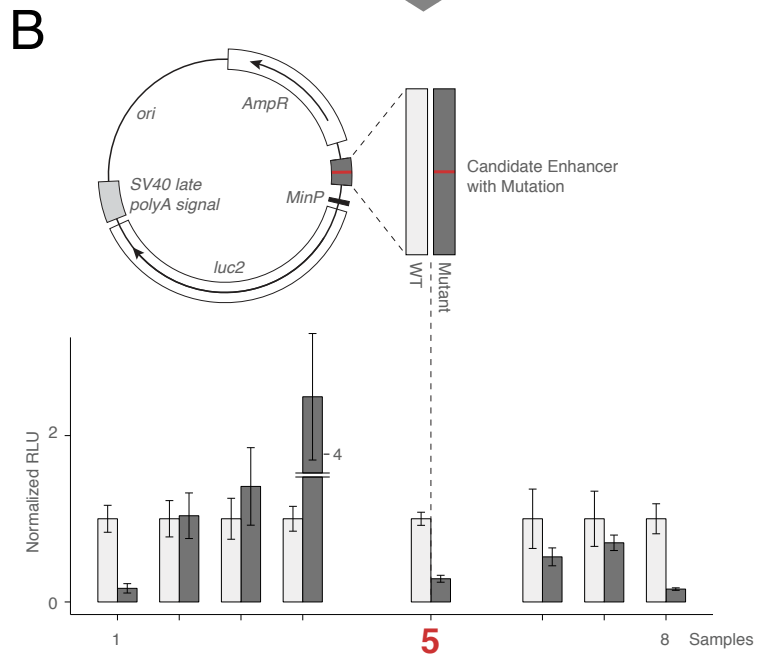 B
AmpR
ori
SV40 late
polyA signal
MinP
luc2
Candidate Enhancer
with Mutation
WT
Mutant
Normalized RLU
2
4
0
1
5
8
Samples